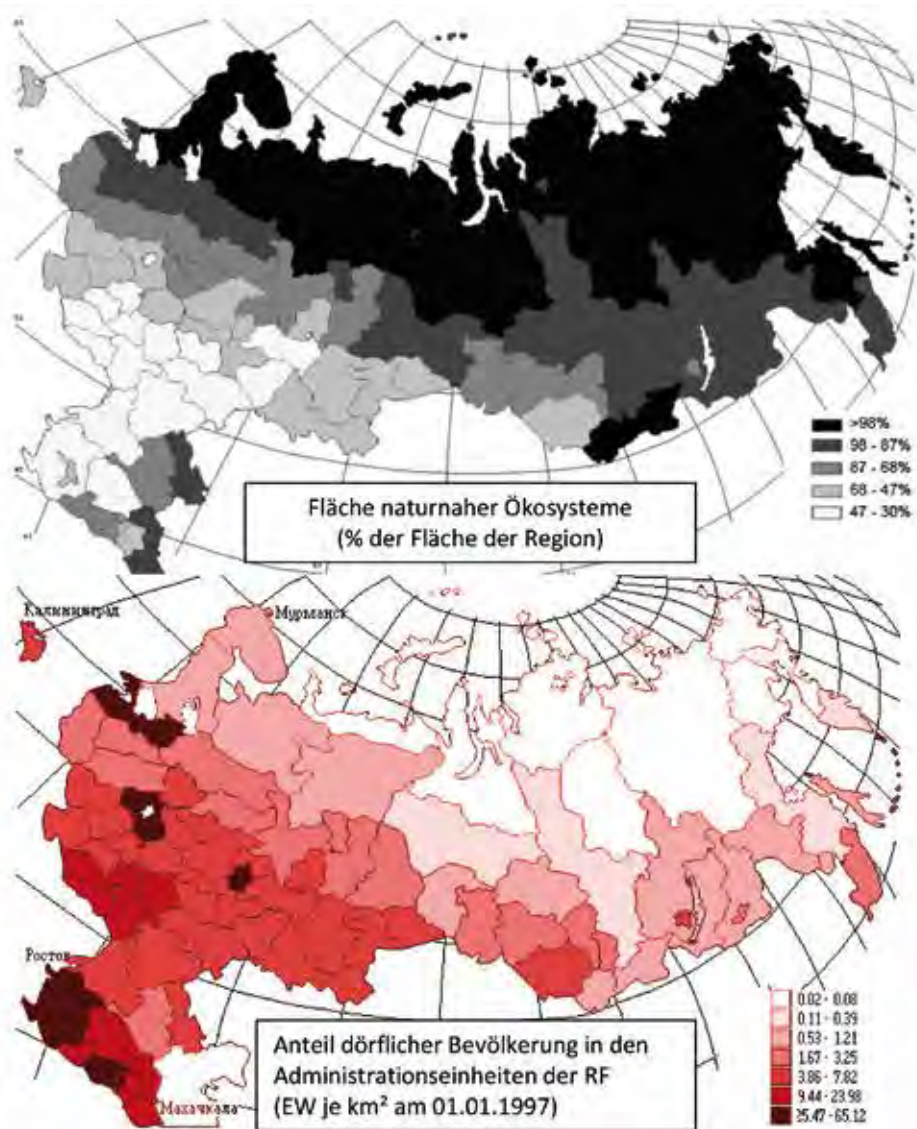 >98%
98 - 87%
87 - 68%
68 - 47%
47 - 30%
Fläche naturnaher Ökosysteme
(% der Fläche der Region)
Калининград
Мурманск
Ростов
Махачкала
0.02 - 0.08
0.11 - 0.39
0.53 - 1.21
1.67 - 3.25
3.86 - 7.82
9.44 - 23.98
25.47 - 65.12
Anteil dörflicher Bevölkerung in den
Administrationseinheiten der RF
(EW je km² am 01.01.1997)